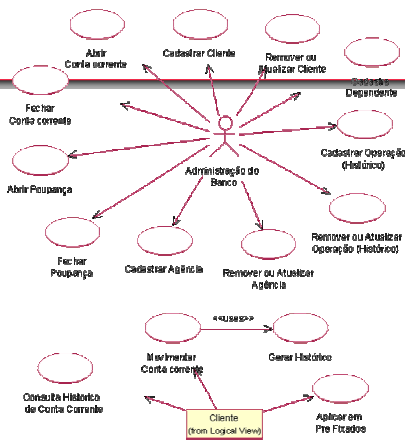 Abrir
Conta corrente
Cadastrar Cliente
Remover ou
Atualizar Cliente
Cadastra
Dependente
Fechar
Conta corrente
Cadastrar Operação
(Histórico)
Abrir Poupança
Administração do
Banco
Remover ou Atualizar
Operação (Histórico)
Fechar
Poupança
Cadastrar Agência
Remover ou Atualizar
Agência
<<uses>>
Movimentar
Conta corrente
Gerar Histórico
Consulta Histórico
de Conta Corrente
Cliente
(from Logical View)
Aplicar em
Pre Fixados